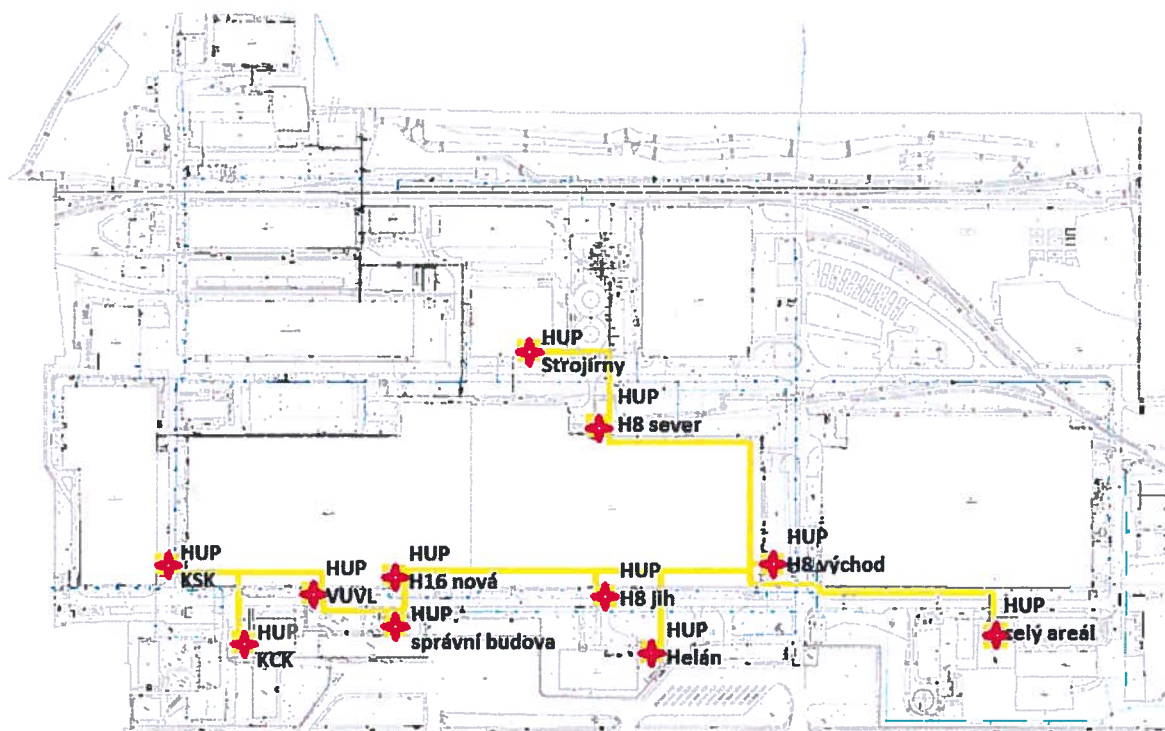 HUP
Strojírny
HUP
H8 sever
HUP
KSK
HUP
VUVL
HUP
H16 nová
HUP
správní budova
HUP
KCK
HUP
H8 jih
HUP
Helán
HUP
H8 východ
HUP
celý areál